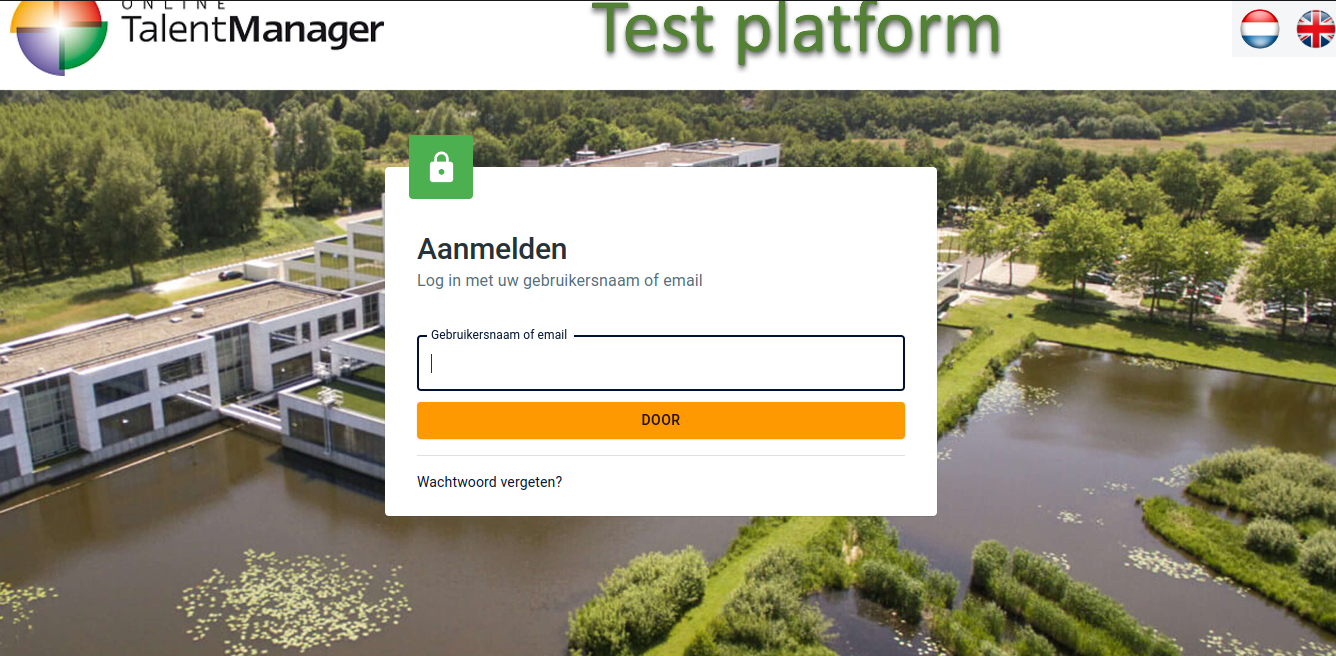 ONLINE
TalentManager
Test platform
Aanmelden
Log in met uw gebruikersnaam of email
Gebruikersnaam of email
DOOR
Wachtwoord vergeten?